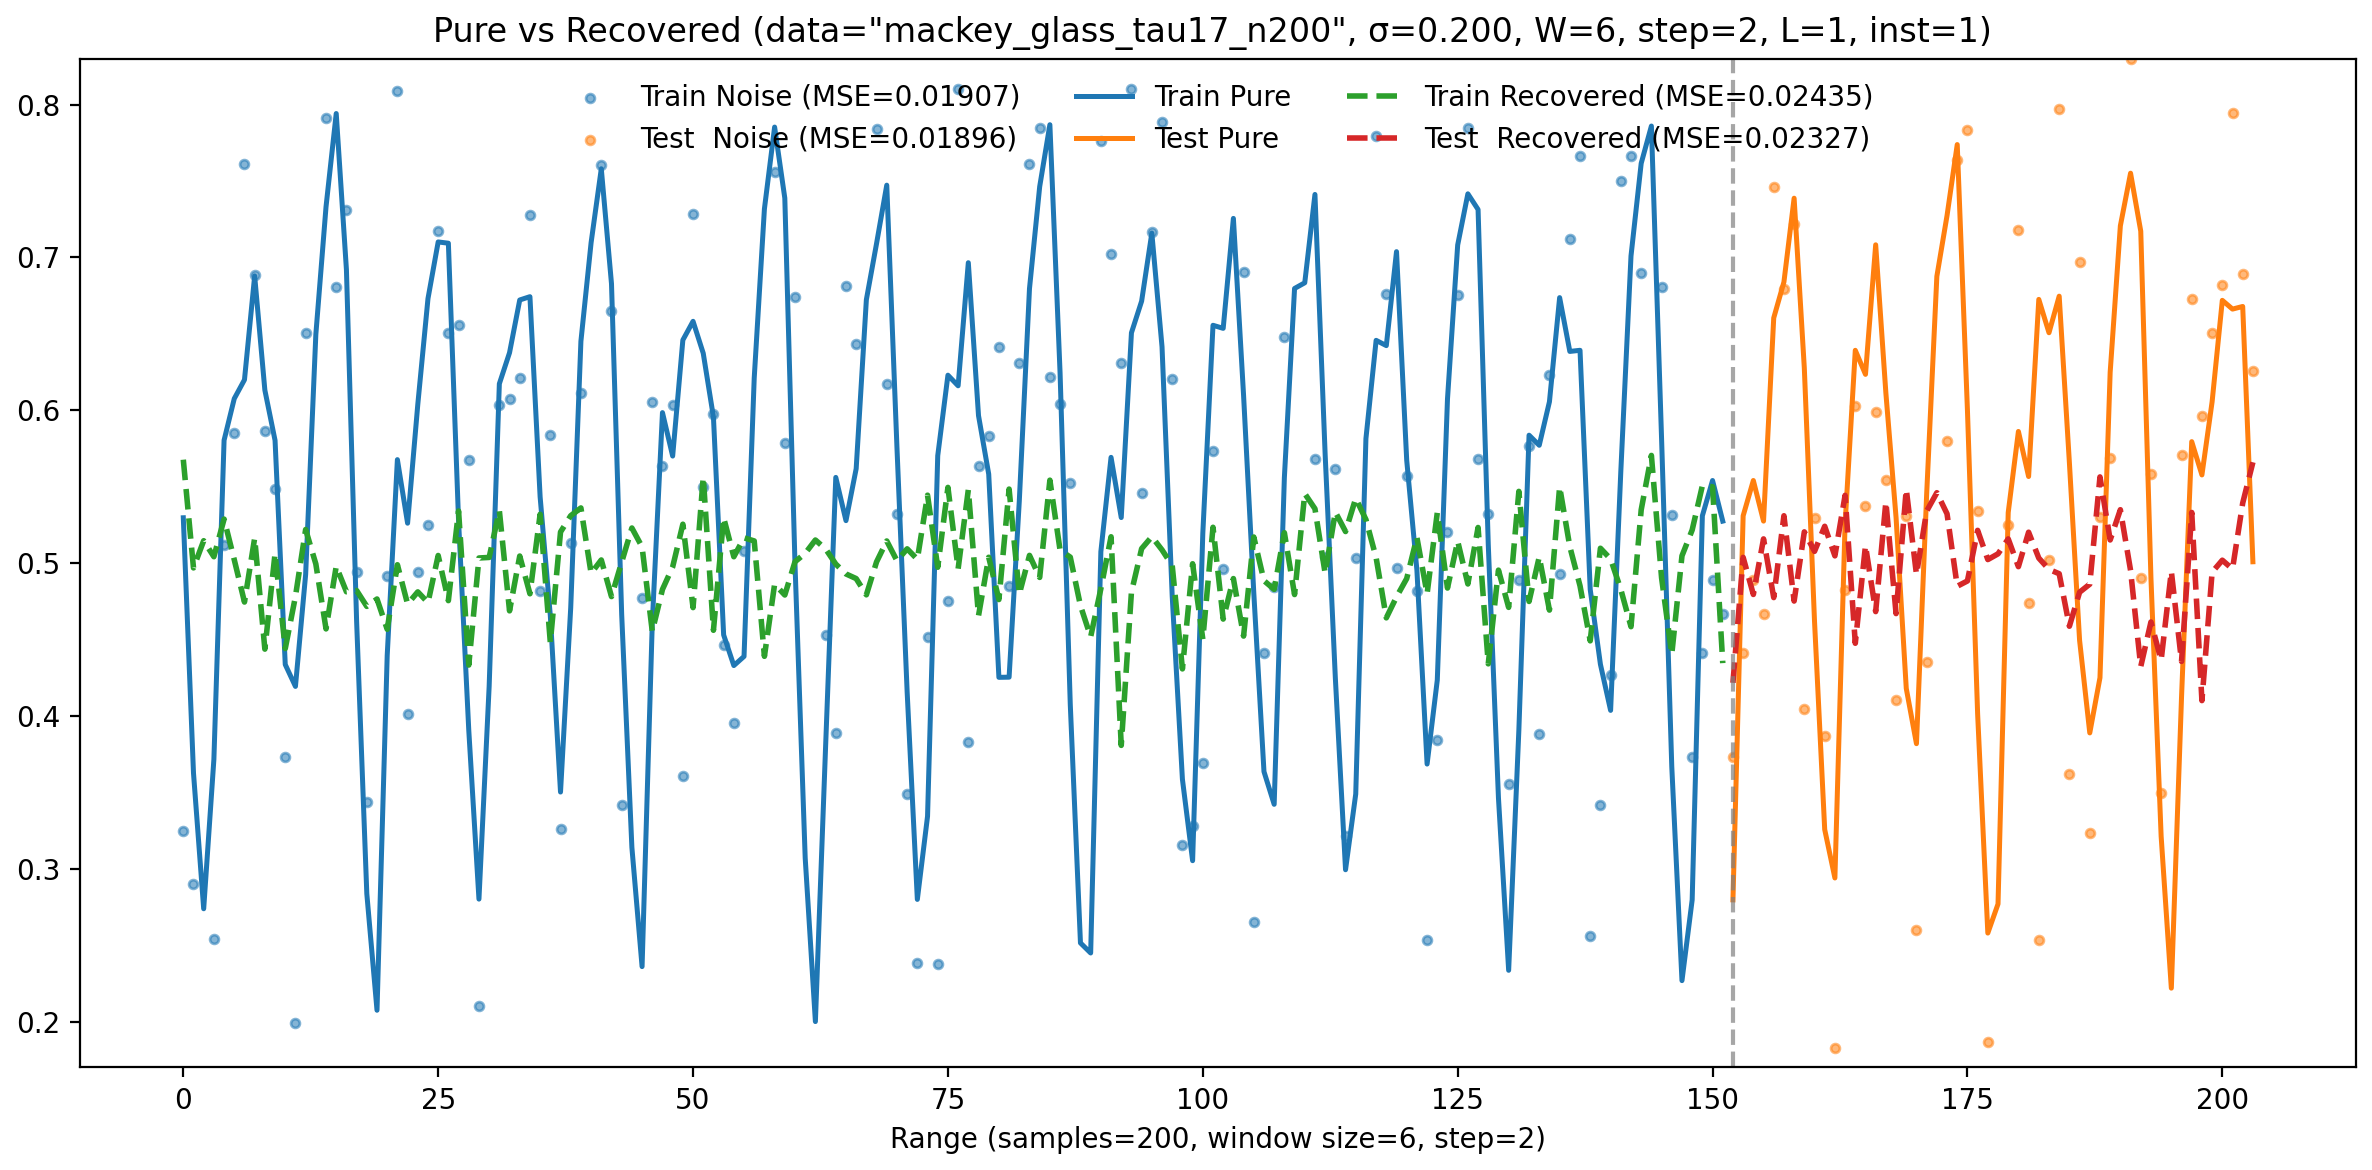 Pure vs Recovered (data="mackey_glass_tau17_n200", σ=0.200, W=6, step=2, L=1, inst=1)
Train Noise (MSE=0.01907)
Test  Noise (MSE=0.01896)
Train Pure
Test Pure
Train Recovered (MSE=0.02435)
Test  Recovered (MSE=0.02327)
0.8
0.7
0.6
0.5
0.4
0.3
0.2
0 25 50 75 100 125 150 175 200
Range (samples=200, window size=6, step=2)